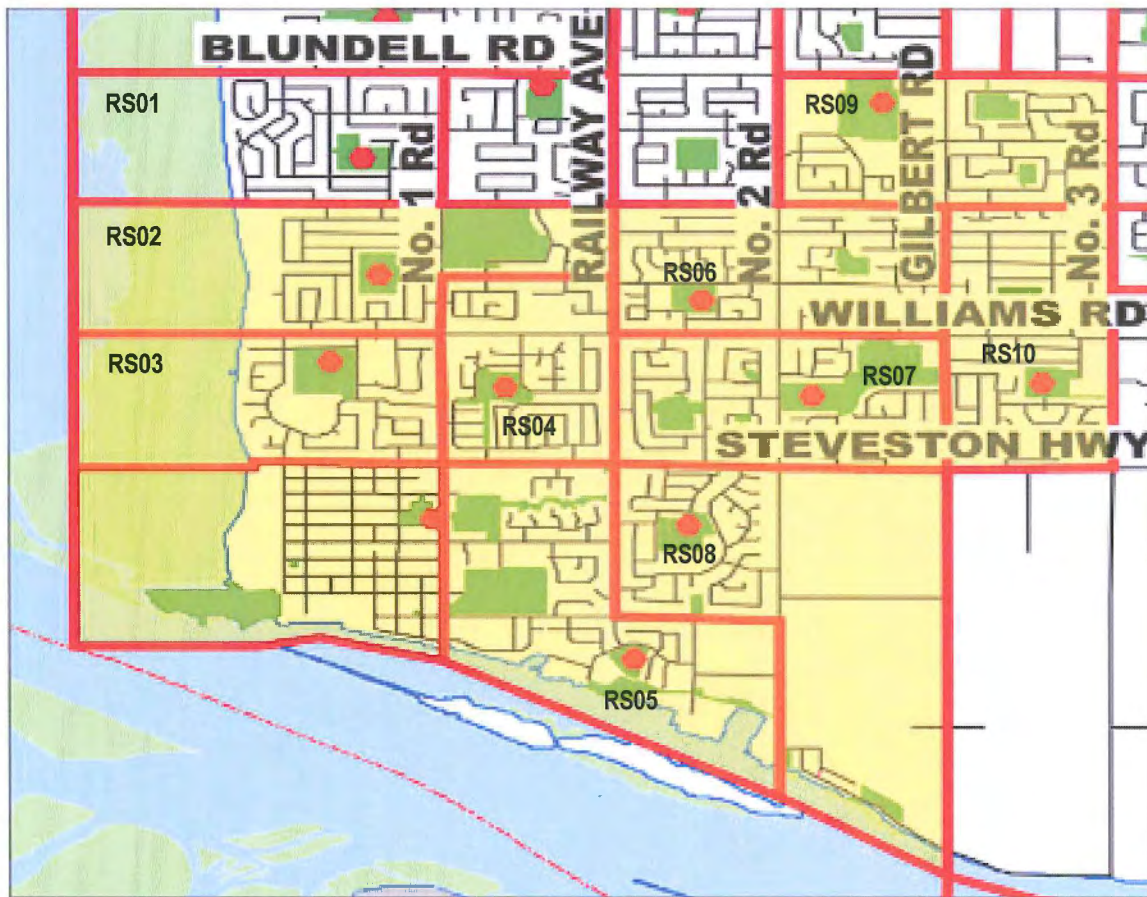 BLUNDELL RD
RAILWAY AVE
No. 1 Rd
No. 2 Rd
GILBERT RD
No. 3 Rd
RS01
RS09
RS02
RS06
WILLIAMS RD
RS03
RS10
RS07
RS04
STEVESTON HWY
RS08
RS05